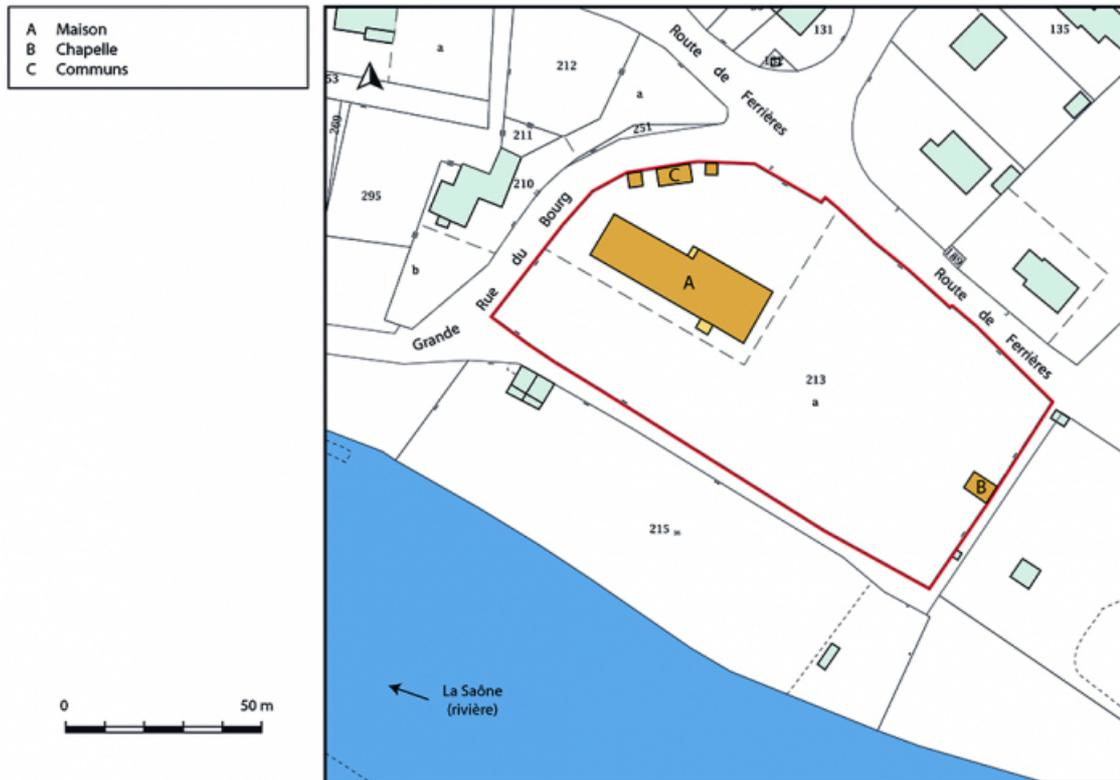 A Maison
B Chapelle
C Communs
a
212
a
Route de Ferrières
131
135
53
211
251
269
295
210
C
Grande Rue du Bourg
b
A
189
Route de Ferrières
213
a
B
215
La Saône
(rivière)
0 50 m